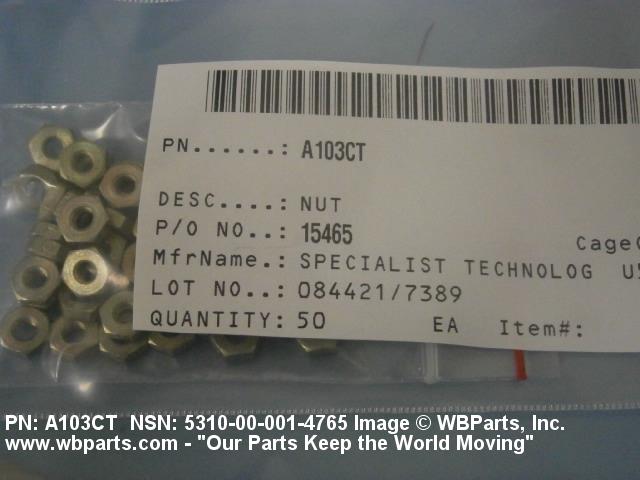 PN......: A103CT
DESC....: NUT
P/O NO..: 15465
Cage
MfrName.: SPECIALIST TECHNOLOG US
LOT NO..: 084421/7389
QUANTITY: 50 EA Item#:
PN: A103CT NSN: 5310-00-001-4765 Image © WBParts, Inc.
www.wbparts.com - "Our Parts Keep the World Moving"